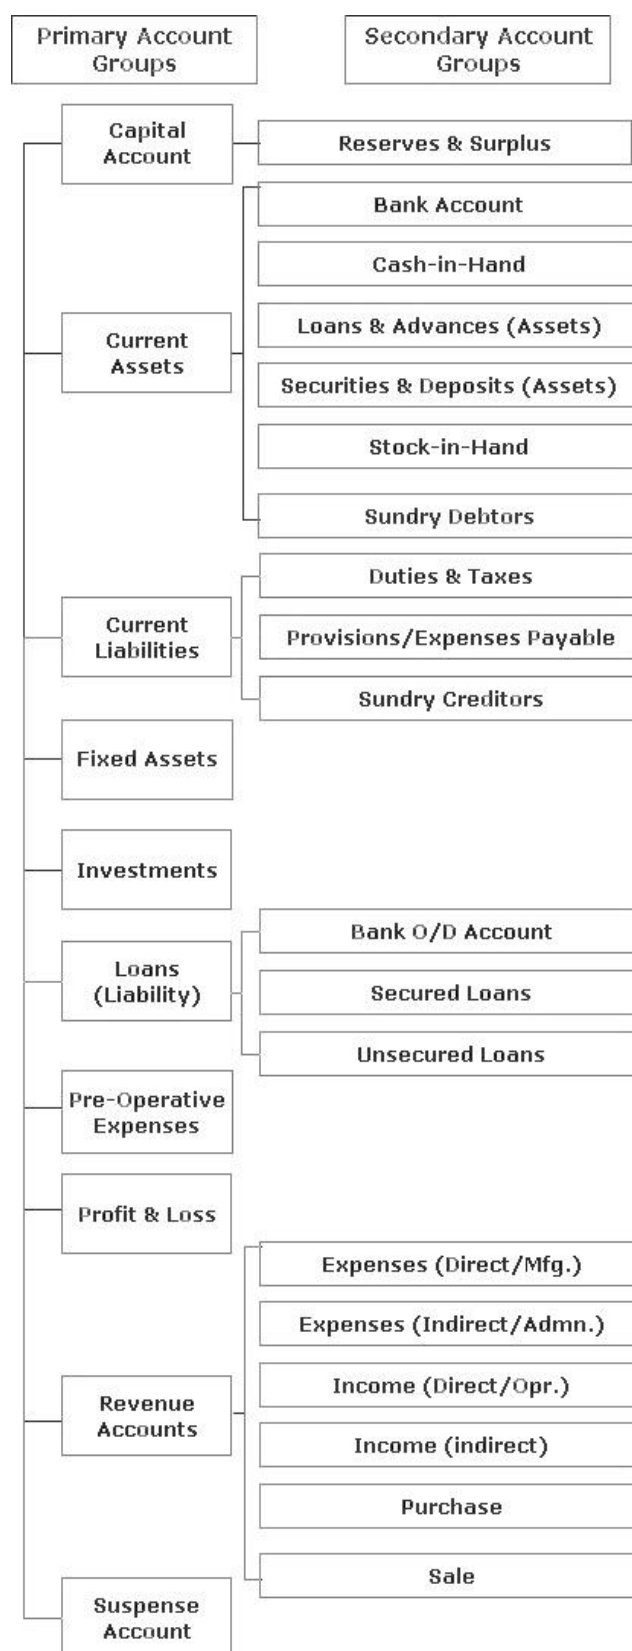 Primary Account
Groups
Secondary Account
Groups
Capital
Account
Reserves & Surplus
Bank Account
Cash-in-Hand
Current
Assets
Loans & Advances (Assets)
Securities & Deposits (Assets)
Stock-in-Hand
Sundry Debtors
Current
Liabilities
Duties & Taxes
Provisions/Expenses Payable
Sundry Creditors
Fixed Assets
Investments
Loans
(Liability)
Bank O/D Account
Secured Loans
Unsecured Loans
Pre-Operative
Expenses
Profit & Loss
Revenue
Accounts
Expenses (Direct/Mfg.)
Expenses (Indirect/Admn.)
Income (Direct/Opr.)
Income (indirect)
Purchase
Sale
Suspense
Account